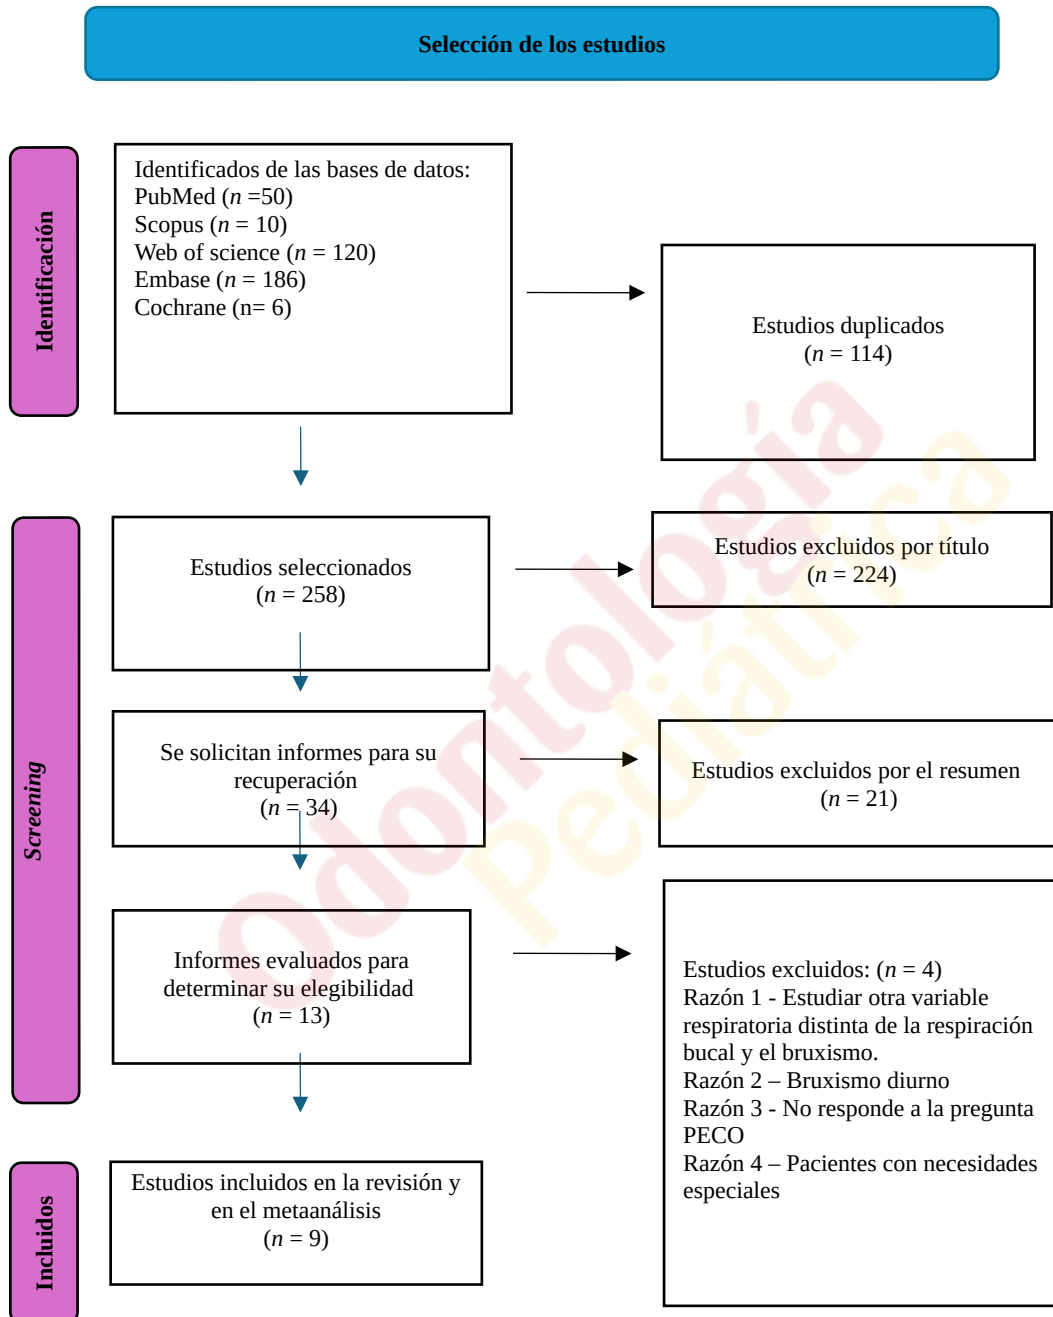 Selección de los estudios
Identificación
Identificados de las bases de datos:
PubMed (n =50)
Scopus (n = 10)
Web of science (n = 120)
Embase (n = 186)
Cochrane (n= 6)
Estudios duplicados
(n = 114)
Screening
Estudios seleccionados
(n = 258)
Estudios excluidos por título
(n = 224)
Se solicitan informes para su
recuperación
(n = 34)
Estudios excluidos por el resumen
(n = 21)
Informes evaluados para
determinar su elegibilidad
(n = 13)
Estudios excluidos: (n = 4)
Razón 1 - Estudiar otra variable
respiratoria distinta de la respiración
bucal y el bruxismo.
Razón 2 – Bruxismo diurno
Razón 3 - No responde a la pregunta
PECO
Razón 4 – Pacientes con necesidades
especiales
Incluidos
Estudios incluidos en la revisión y
en el metaanálisis
(n = 9)
Odontología
Pediátrica